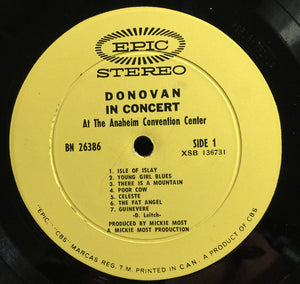 EPIC
STEREO
DONOVAN
IN CONCERT
At The Anaheim Convention Center
BN 26386
SIDE 1
XSB 136731
1. ISLE OF ISLAY
2. YOUNG GIRL BLUES
3. THERE IS A MOUNTAIN
4. POOR COW
5. CELESTE
6. THE FAT ANGEL
7. GUINEVERE
-D. Leitch-
PRODUCED BY MICKIE MOST
A MICKIE MOST PRODUCTION
"EPIC," "CBS" MARCAS REG. T.M. PRINTED IN CAN. A PRODUCT OF CBS